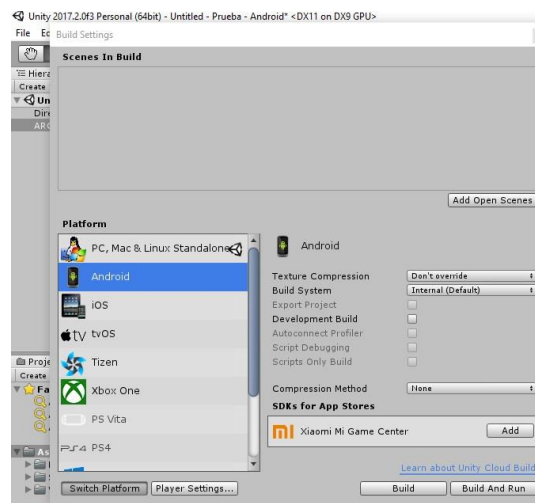 Unity 2017.2.0f3 Personal (64bit) - Untitled - Prueba - Android* <DX11 on DX9 GPU>
File
Build Settings
Scenes In Build
Create
Add Open Scenes
Platform
PC, Mac & Linux Standalone
Android
iOS
tv tvOS
Tizen
Xbox One
PS Vita
PS4 PS4
Android
Texture Compression Don't override
Build System Internal (Default)
Export Project
Development Build
Autoconnect Profiler
Script Debugging
Scripts Only Build
Compression Method None
SDKs for App Stores
Xiaomi Mi Game Center Add
Create
Learn about Unity Cloud Build
Switch Platform Player Settings... Build Build And Run